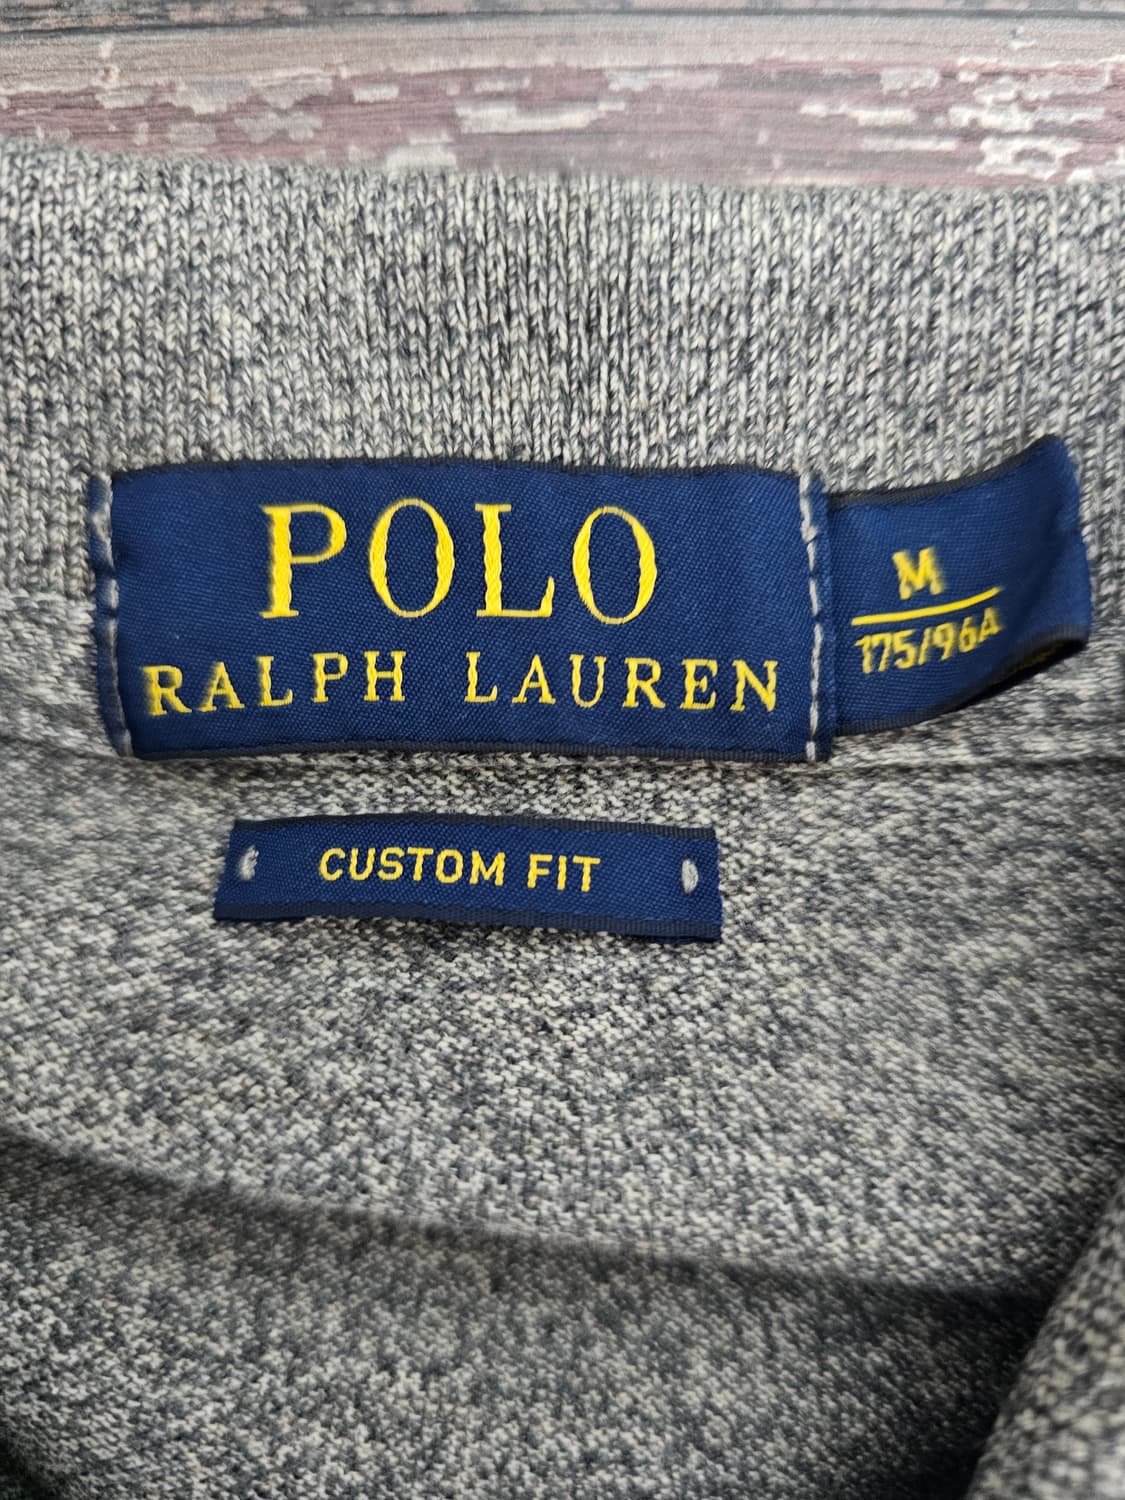 POLO
RALPH LAUREN
M
175/96A
CUSTOM FIT